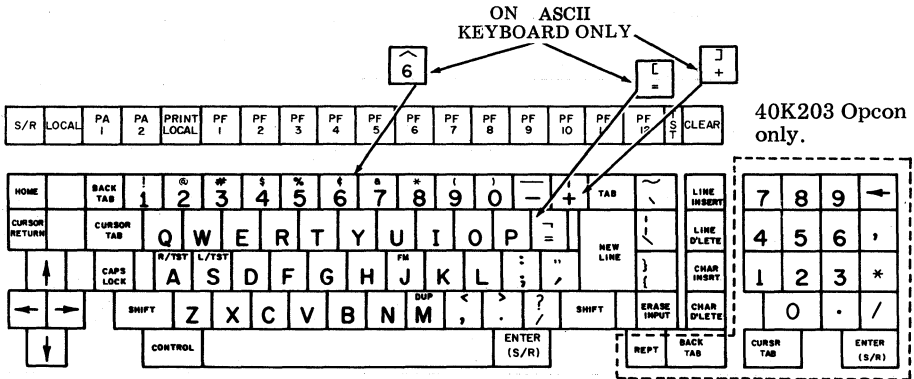 ON ASCII
KEYBOARD ONLY
^ 6
[ =
] +
40K203 Opcon
only.
S/R LOCAL PA 1 PA 2 PRINT LOCAL PF 1 PF 2 PF 3 PF 4 PF 5 PF 6 PF 7 PF 8 PF 9 PF 10 PF 1 PF 12 TST CLEAR
HOME BACK TAB ! 1 @ 2 # 3 $ 4 % 5 ¢ 6 & 7 * 8 ( 9 ) 0 — - + TAB ~ \ LINE INSERT 7 8 9 ←
CURSOR RETURN CURSOR TAB Q W E R T Y U I O P ¬ = NEW LINE ¦ \ LINE D'LETE 4 5 6 ,
↑ CAPS LOCK R/TST A L/TST S D F G H FM J K L : ; " ' } { CHAR INSRT 1 2 3 *
← → SHIFT Z X C V B N DUP M < , > . ? / SHIFT ERASE INPUT CHAR D'LETE 0 . /
↓ CONTROL ENTER (S/R) REPT BACK TAB CURSR TAB ENTER (S/R)